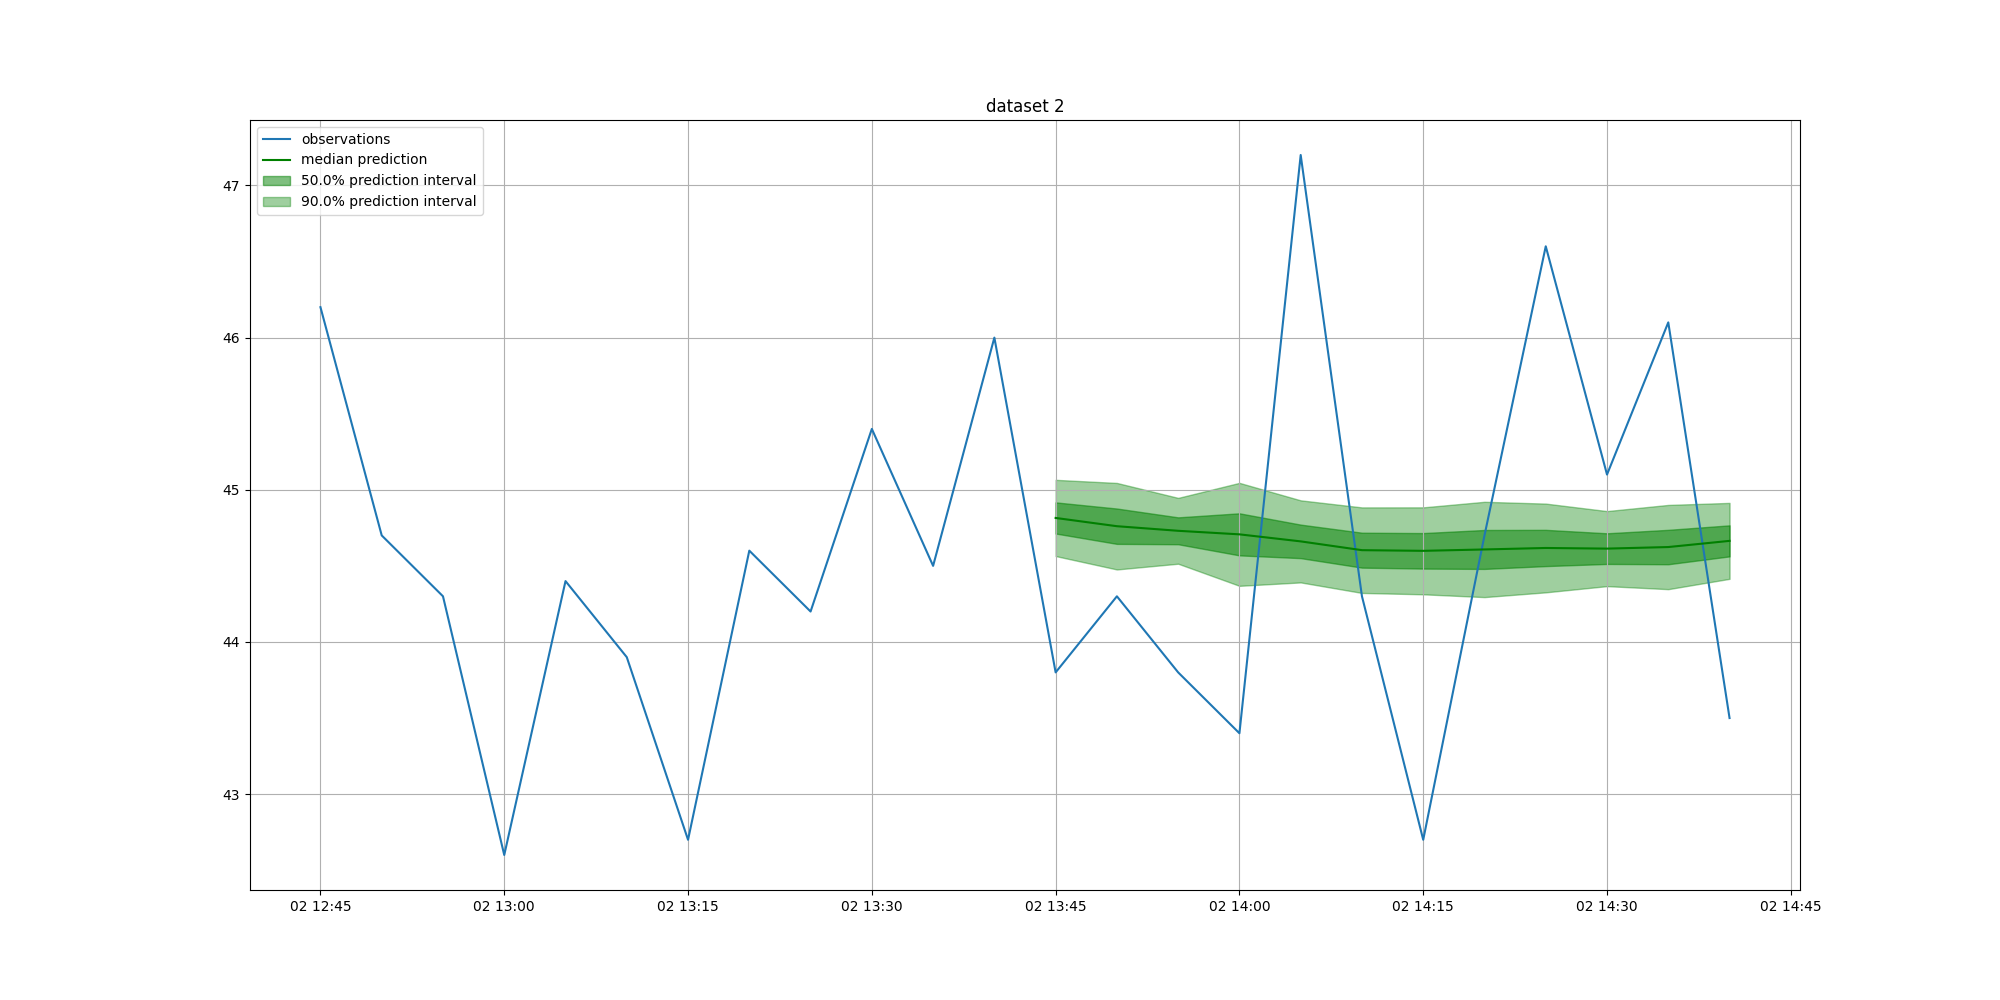 dataset 2
observations
median prediction
50.0% prediction interval
90.0% prediction interval
47
46
45
44
43
02 12:45 02 13:00 02 13:15 02 13:30 02 13:45 02 14:00 02 14:15 02 14:30 02 14:45